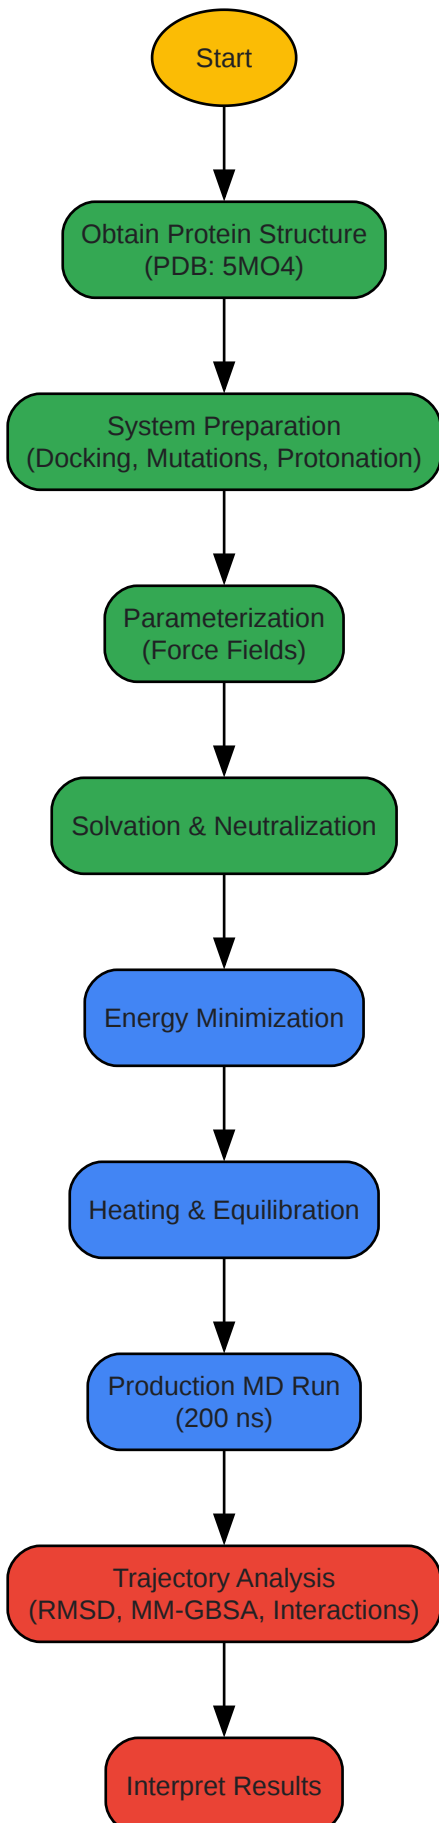 Start
Obtain Protein Structure
(PDB: 5MO4)
System Preparation
(Docking, Mutations, Protonation)
Parameterization
(Force Fields)
Solvation & Neutralization
Energy Minimization
Heating & Equilibration
Production MD Run
(200 ns)
Trajectory Analysis
(RMSD, MM-GBSA, Interactions)
Interpret Results